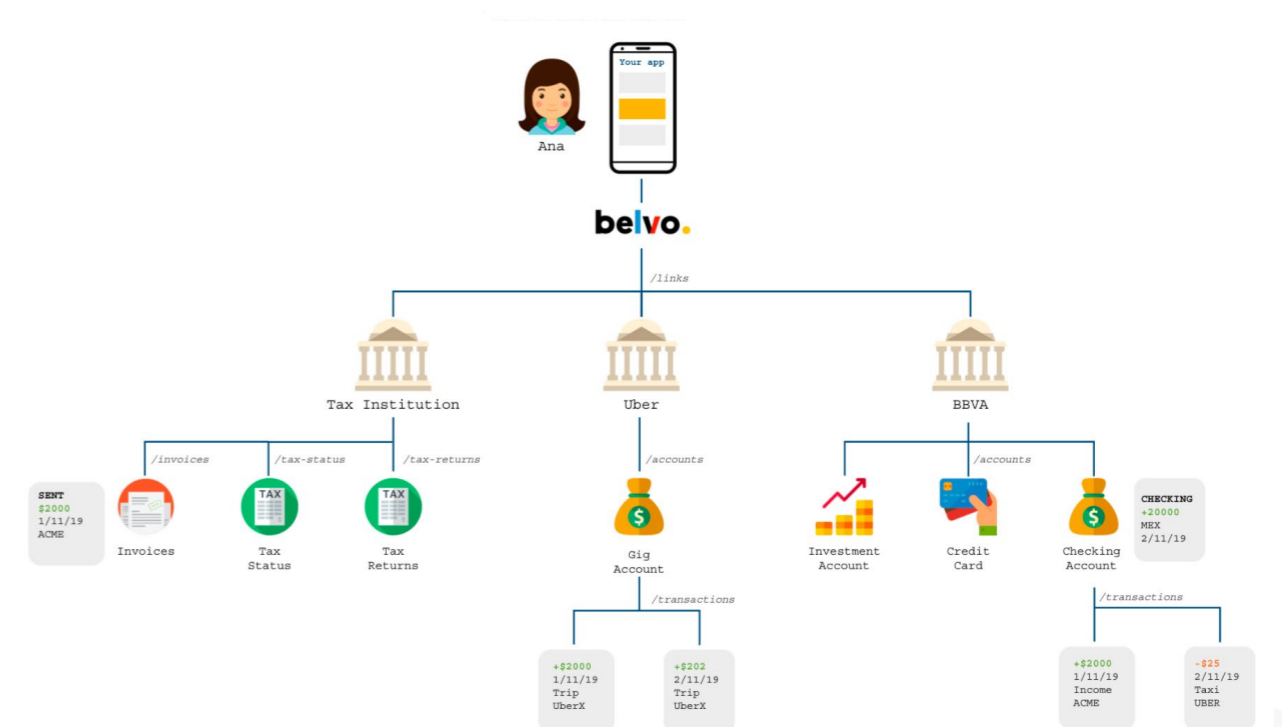 Your app
Ana
belvo.
/links
Tax Institution
Uber
BBVA
/invoices
/tax-status
/tax-returns
/accounts
/accounts
SENT
$2000
1/11/19
ACME
TAX
TAX
Invoices
Tax
Status
Tax
Returns
$
Gig
Account
Investment
Account
Credit
Card
$
Checking
Account
CHECKING
+20000
MEX
2/11/19
/transactions
/transactions
+$2000
1/11/19
Trip
UberX
+$202
2/11/19
Trip
UberX
+$2000
1/11/19
Income
ACME
-$25
2/11/19
Taxi
UBER